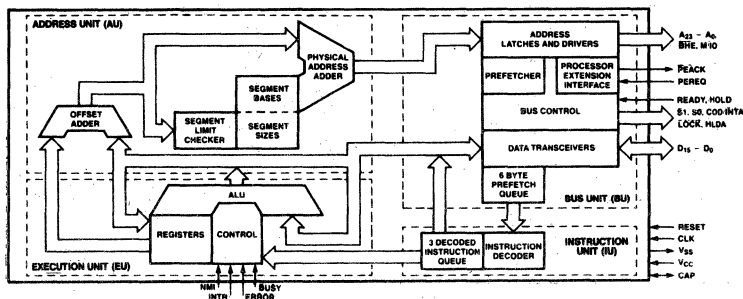 ADDRESS UNIT (AU)
OFFSET
ADDER
SEGMENT
LIMIT
CHECKER
SEGMENT
BASES
SEGMENT
SIZES
PHYSICAL
ADDRESS
ADDER
ADDRESS
LATCHES AND DRIVERS
PREFETCHER
PROCESSOR
EXTENSION
INTERFACE
BUS CONTROL
DATA TRANSCEIVERS
6 BYTE
PREFETCH
QUEUE
BUS UNIT (BU)
A23 - A0,
BHE, M/IO
PEACK
PEREQ
READY, HOLD
S1, S0, COD/INTA
LOCK, HLDA
D15 - D0
ALU
REGISTERS
CONTROL
EXECUTION UNIT (EU)
NMI
INTR
ERROR
BUSY
3 DECODED
INSTRUCTION
QUEUE
INSTRUCTION
DECODER
INSTRUCTION
UNIT (IU)
RESET
CLK
VSS
VCC
CAP